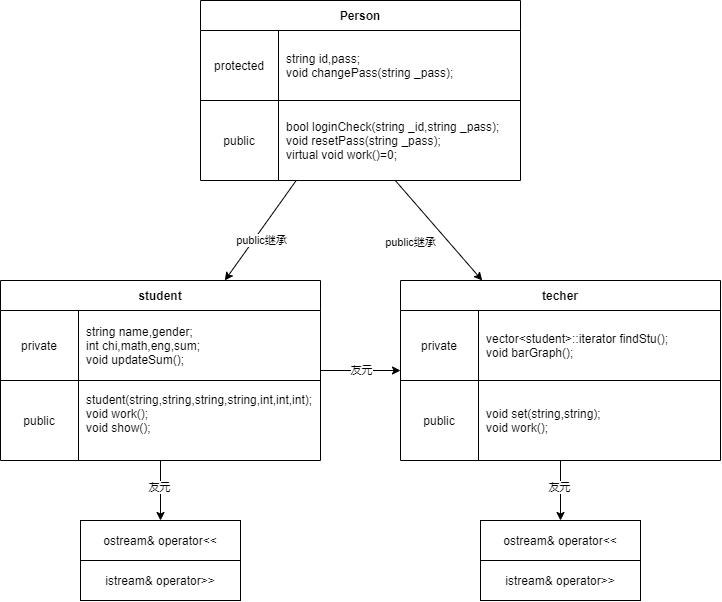 Person
protected
string id,pass;
void changePass(string _pass);
public
bool loginCheck(string _id,string _pass);
void resetPass(string _pass);
virtual void work()=0;
public继承
public继承
student
private
string name,gender;
int chi,math,eng,sum;
void updateSum();
public
student(string,string,string,string,int,int,int);
void work();
void show();
友元
techer
private
vector<student>::iterator findStu();
void barGraph();
public
void set(string,string);
void work();
友元
友元
ostream& operator<<
istream& operator>>
ostream& operator<<
istream& operator>>